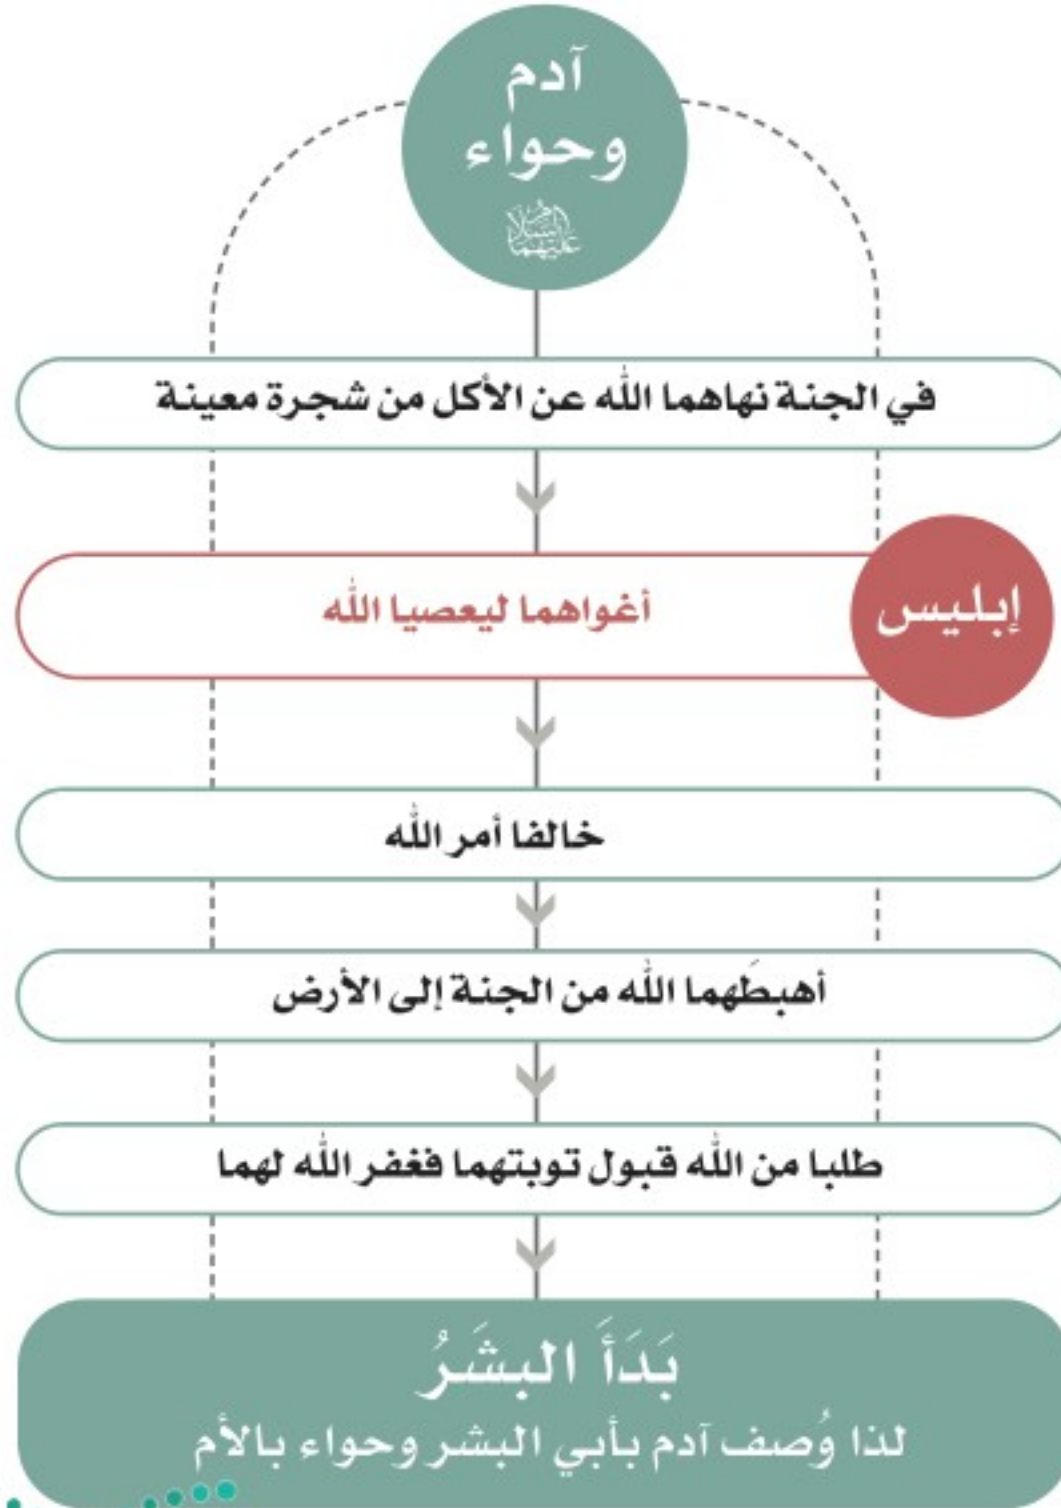 آدم
وحواء
عليهما السلام
في الجنة نهاهما الله عن الأكل من شجرة معينة
إبليس
أغواهما ليعصيا الله
خالفا أمر الله
أهبطَهما الله من الجنة إلى الأرض
طلبا من الله قبول توبتهما فغفر الله لهما
بَدَأَ البشَرُ
لذا وُصف آدم بأبي البشر وحواء بالأم